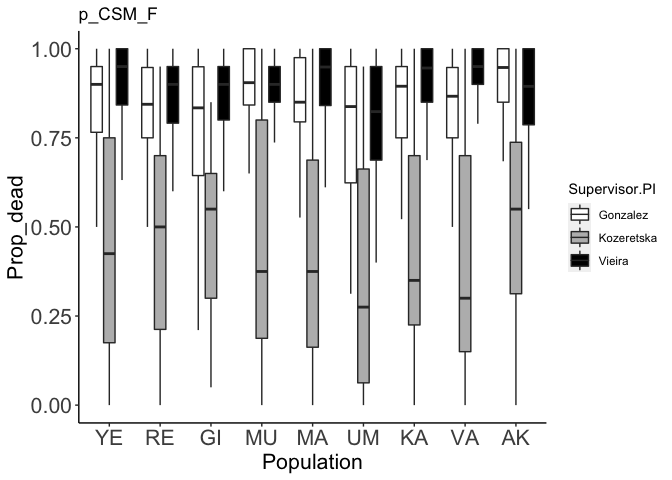 p_CSM_F
1.00
0.75
0.50
0.25
0.00
Prop_dead
YE RE GI MU MA UM KA VA AK
Population
Supervisor.PI
Gonzalez
Kozeretska
Vieira